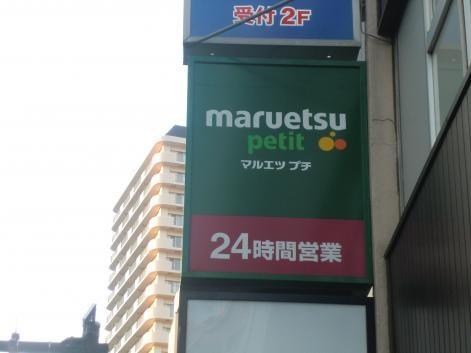 受付2F
maruetsu
petit
マルエツ プチ
24時間営業